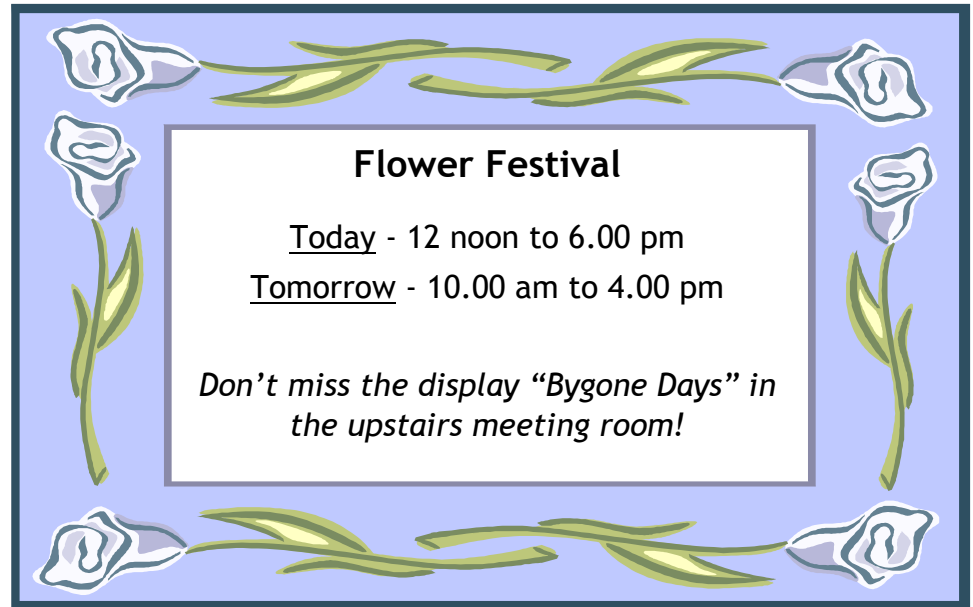 Flower Festival
Today - 12 noon to 6.00 pm
Tomorrow - 10.00 am to 4.00 pm
Don’t miss the display “Bygone Days” in
the upstairs meeting room!